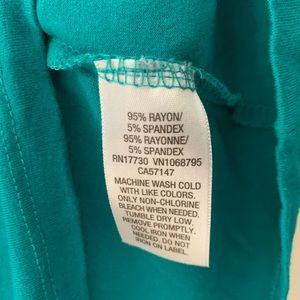 95% RAYON/
5% SPANDEX
95% RAYONNE/
5% SPANDEX
RN17730 VN1068795
CA57147
MACHINE WASH COLD
WITH LIKE COLORS.
ONLY NON-CHLORINE
BLEACH WHEN NEEDED.
TUMBLE DRY LOW.
REMOVE PROMPTLY.
COOL IRON WHEN
NEEDED. DO NOT
IRON ON LABEL.